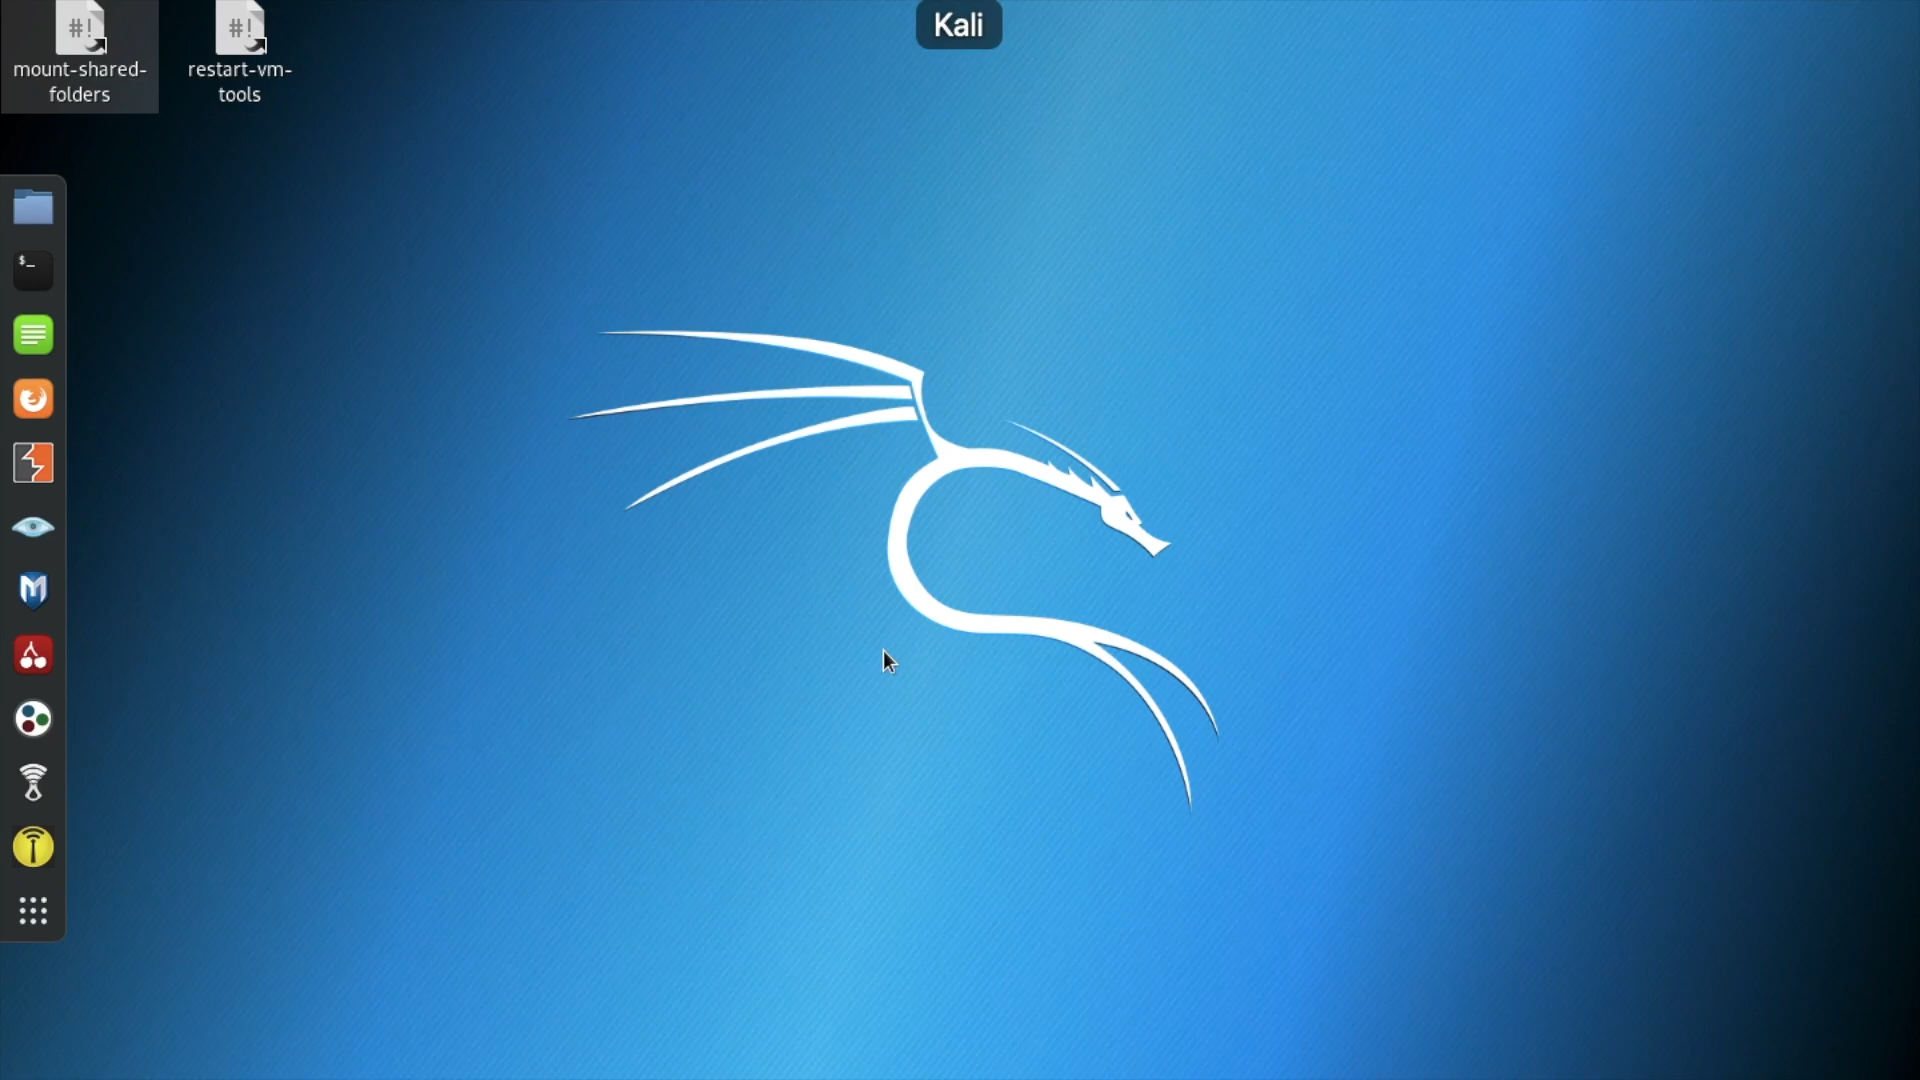 Kali
#!
#!
mount-shared-
folders
restart-vm-
tools
$_